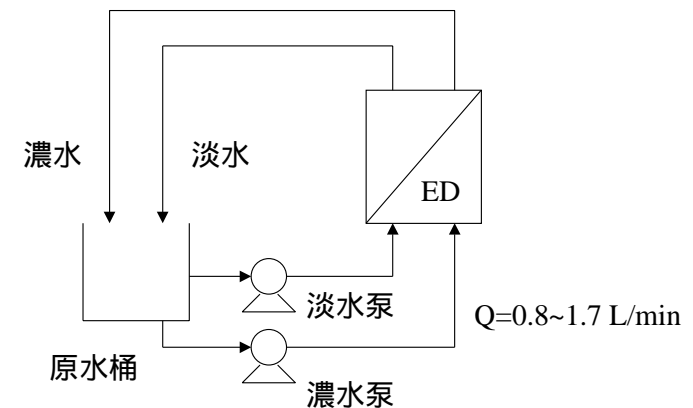 濃水
淡水
ED
淡水泵
Q=0.8~1.7 L/min
原水桶
濃水泵